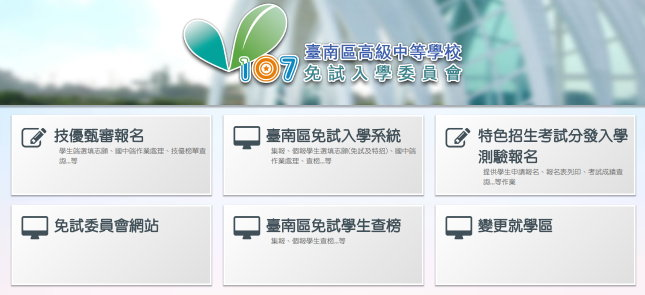 107
臺南區高級中等學校
免試入學委員會
技優甄審報名
學生端選填志願、國中端作業處理、技優榜單查
詢...等
臺南區免試入學系統
集報、個報學生選填志願(免試及特招)、國中端
作業處理、查榜...等
特色招生考試分發入學
測驗報名
提供學生申請報名、報名表列印、考試成績查
詢...等作業
免試委員會網站
臺南區免試學生查榜
集報、個報學生查榜...等
變更就學區